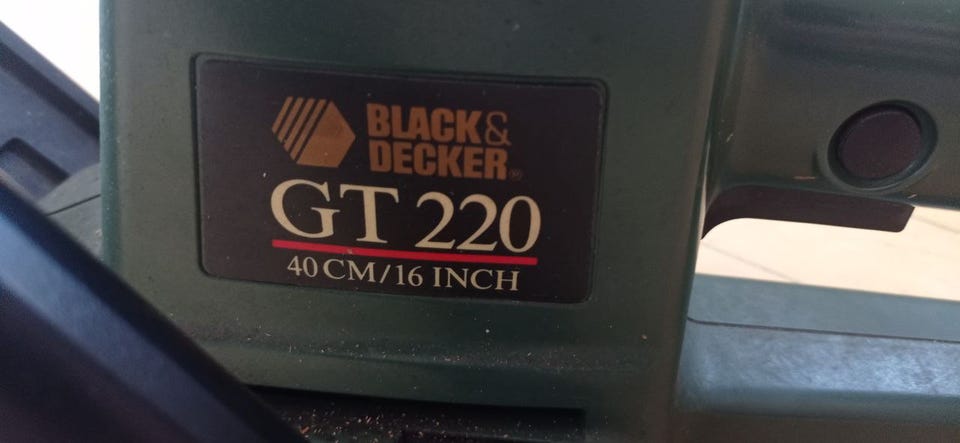 BLACK&
DECKER®
GT 220
40 CM/16 INCH